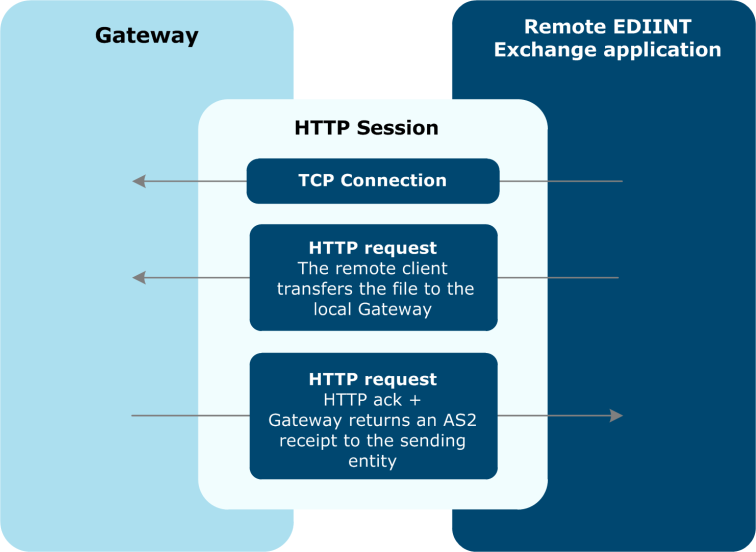 Gateway
Remote EDIINT
Exchange application
HTTP Session
TCP Connection
HTTP request
The remote client
transfers the file to the
local Gateway
HTTP request
HTTP ack +
Gateway returns an AS2
receipt to the sending
entity